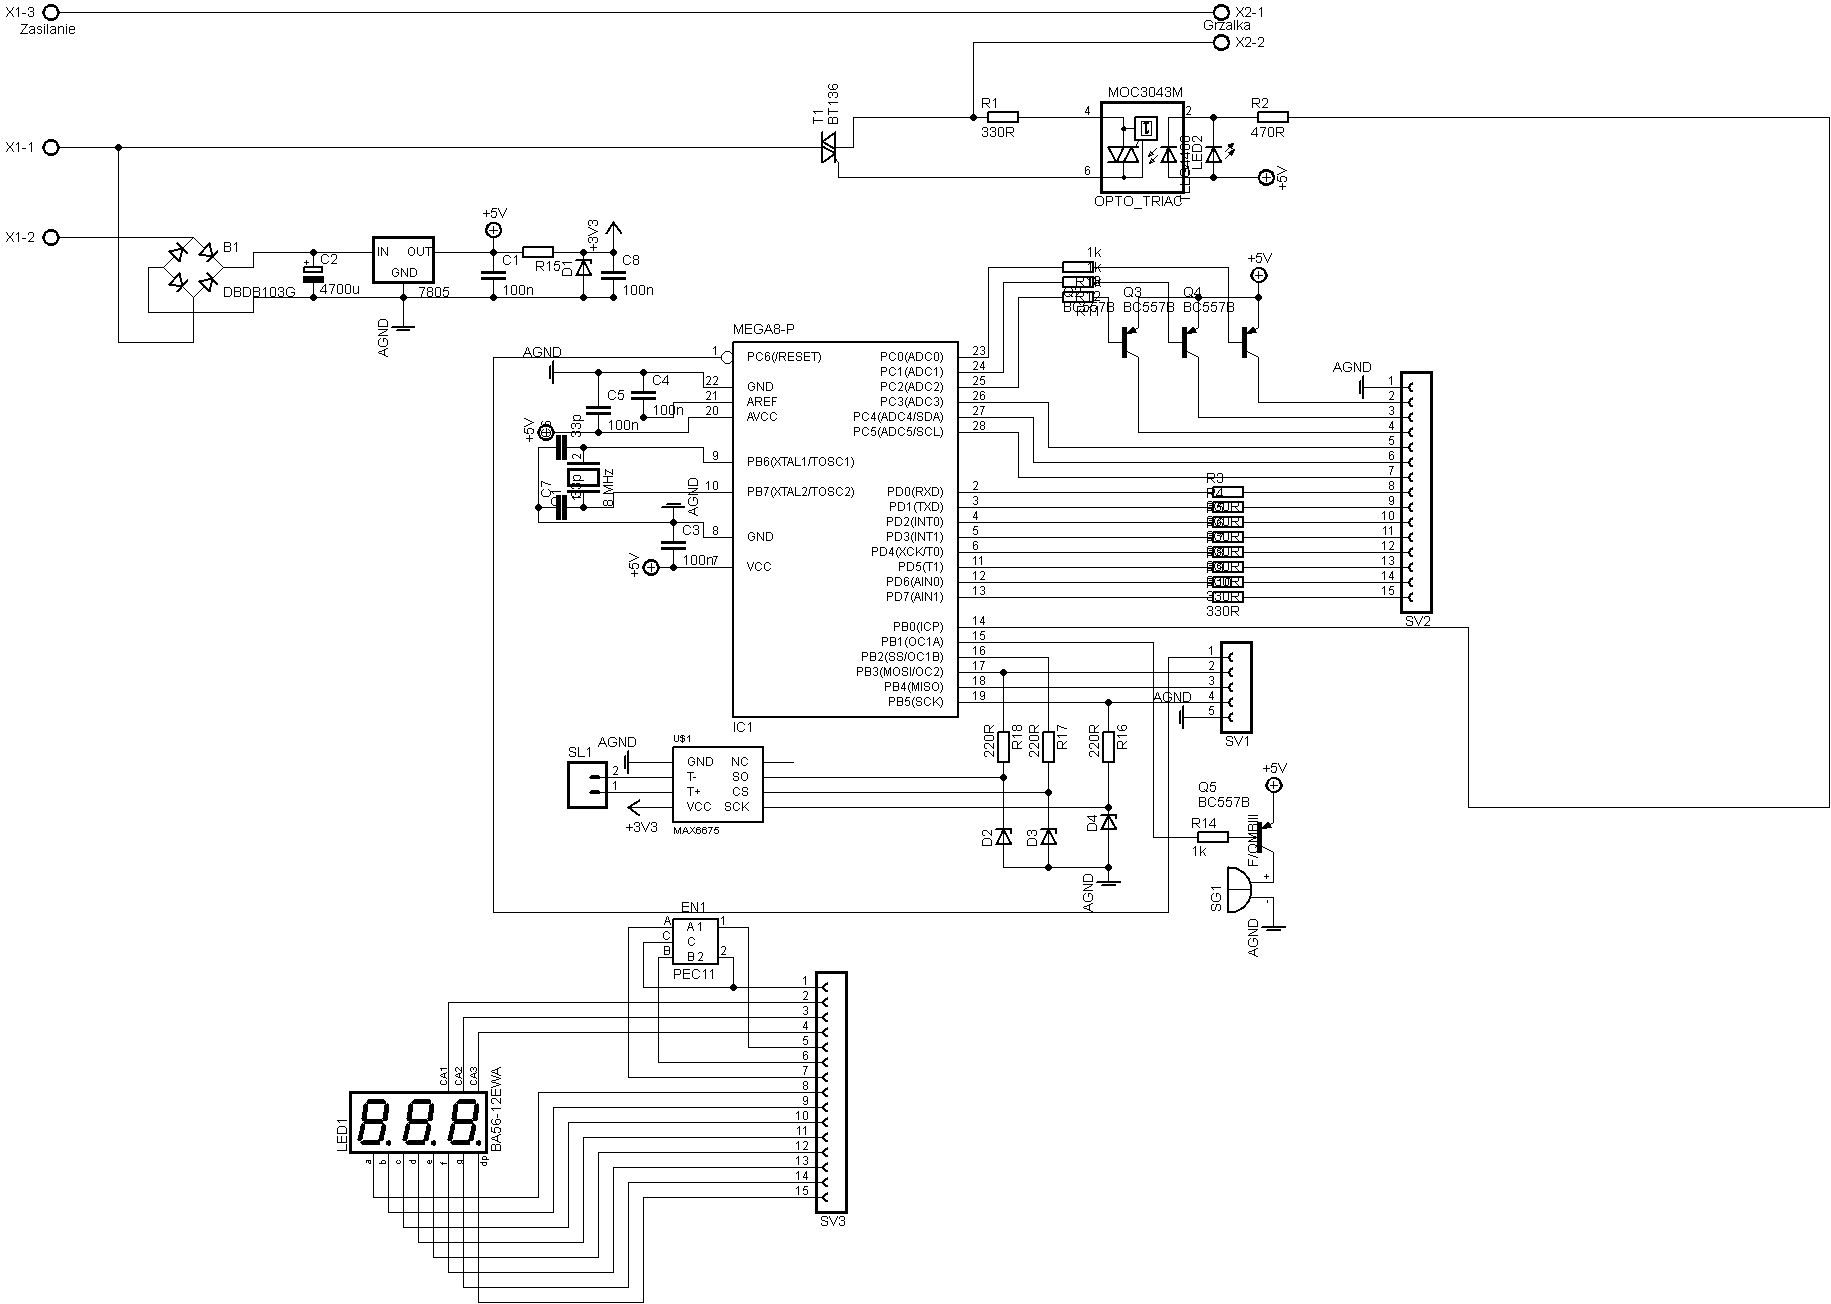 X1-3
Zasilanie
X2-1
Grzalka
X2-2
X1-1
T1
BT136
R1
330R
MOC3043M
4
6
2
OPTO_TRIAC
LED2
R2
470R
+5V
X1-2
B1
DBDB103G
C2
4700u
IN
OUT
GND
7805
AGND
+5V
C1
100n
R15
D1
+3V3
C8
100n
1k
1k
Q3
BC557B
Q4
BC557B
BC557B
+5V
MEGA8-P
AGND
1
PC6(/RESET)
22
GND
21
AREF
20
AVCC
9
PB6(XTAL1/TOSC1)
10
PB7(XTAL2/TOSC2)
8
GND
7
VCC
C4
100n
C5
100n
+5V
33p
2
C7
33p
8 MHz
AGND
C3
100n
+5V
PC0(ADC0)
23
PC1(ADC1)
24
PC2(ADC2)
25
PC3(ADC3)
26
PC4(ADC4/SDA)
27
PC5(ADC5/SCL)
28
PD0(RXD)
2
PD1(TXD)
3
PD2(INT0)
4
PD3(INT1)
5
PD4(XCK/T0)
6
PD5(T1)
11
PD6(AIN0)
12
PD7(AIN1)
13
PB0(ICP)
14
PB1(OC1A)
15
PB2(SS/OC1B)
16
PB3(MOSI/OC2)
17
PB4(MISO)
18
PB5(SCK)
19
IC1
R3
R4
330R
330R
AGND
1
2
3
4
5
6
7
8
9
10
11
12
13
14
15
SV2
1
2
3
4
5
AGND
SV1
SL1
2
1
AGND
+3V3
U$1
GND
T-
T+
VCC
NC
SO
CS
SCK
MAX6675
220R
R18
220R
R17
220R
R16
D2
D3
D4
AGND
+5V
Q5
BC557B
R14
1k
F/QMBIII
SG1
+
-
AGND
EN1
A
C
B
A 1
C
B 2
1
2
PEC11
1
2
3
4
5
6
7
8
9
10
11
12
13
14
15
SV3
CA1
CA2
CA3
LED1
BA56-12EWA
a
b
c
d
e
f
g
dp